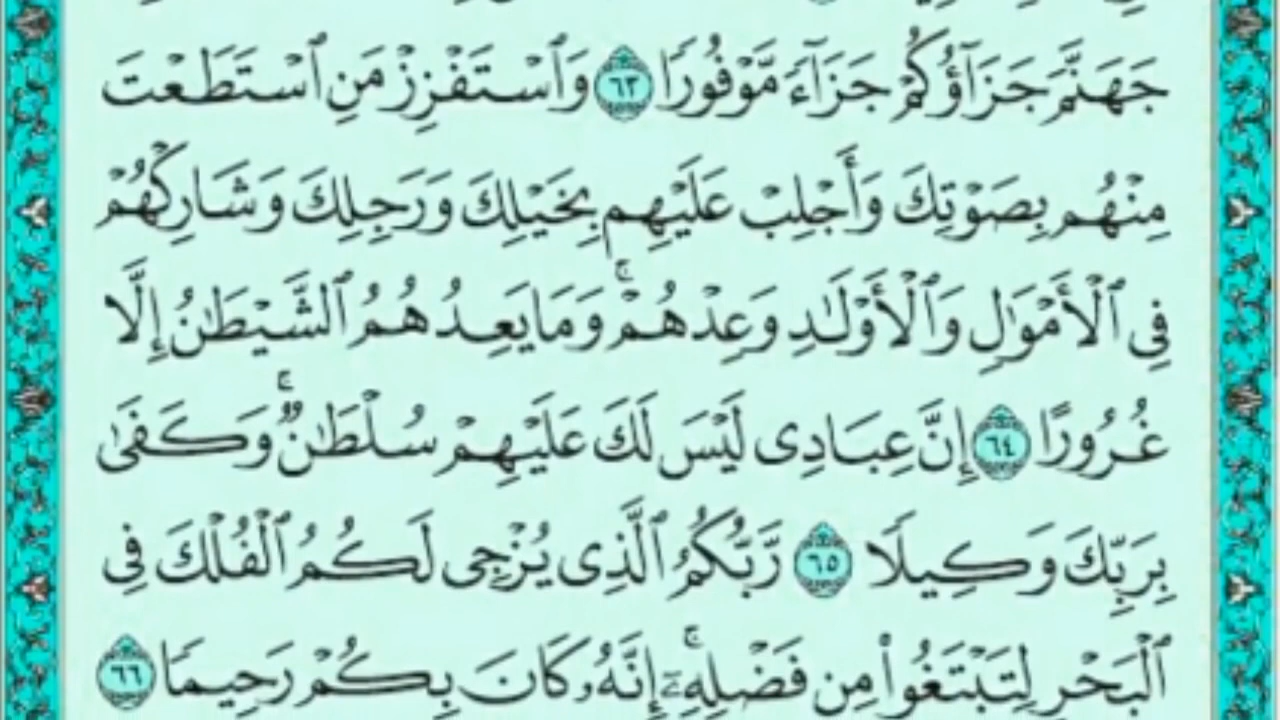 جَهَنَّمَ جَزَآؤُكُمْ جَزَآءً مَّوْفُورًا ٦٣ وَٱسْتَفْزِزْ مَنِ ٱسْتَطَعْتَ
مِنْهُم بِصَوْتِكَ وَأَجْلِبْ عَلَيْهِم بِخَيْلِكَ وَرَجِلِكَ وَشَارِكْهُمْ
فِى ٱلْأَمْوَٰلِ وَٱلْأَوْلَٰدِ وَعِدْهُمْ ۚ وَمَا يَعِدُهُمُ ٱلشَّيْطَٰنُ إِلَّا
غُرُورًا ٦٤ إِنَّ عِبَادِى لَيْسَ لَكَ عَلَيْهِمْ سُلْطَٰنٌ ۚ وَكَفَىٰ
بِرَبِّكَ وَكِيلًا ٦٥ رَّبُّكُمُ ٱلَّذِى يُزْجِى لَكُمُ ٱلْفُلْكَ فِى
ٱلْبَحْرِ لِتَبْتَغُوا۟ مِن فَضْلِهِۦٓ ۚ إِنَّهُۥ كَانَ بِكُمْ رَحِيمًا ٦٦